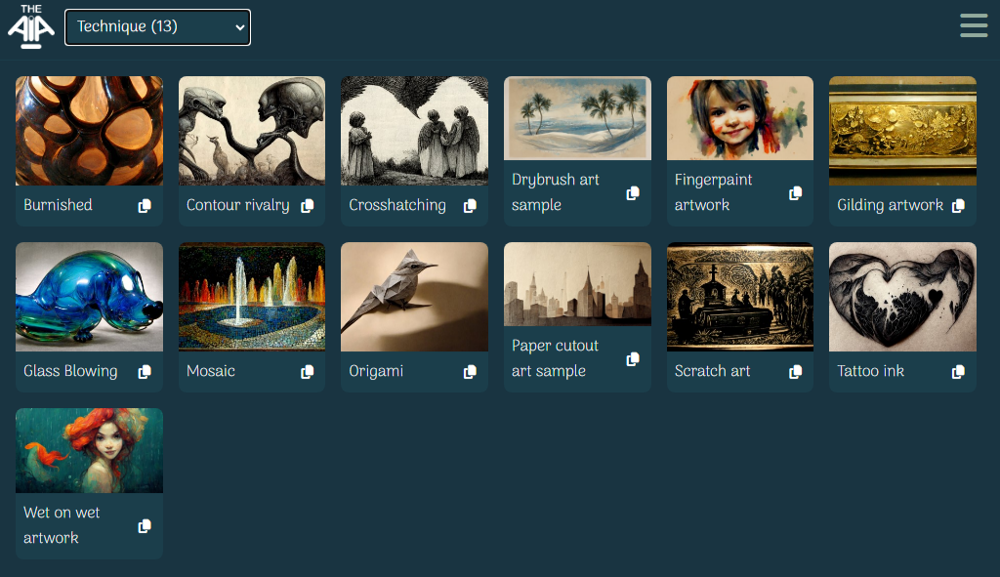 THE
AIA
Technique (13)
Burnished
Contour rivalry
Crosshatching
Drybrush art
sample
Fingerpaint
artwork
Gilding artwork
Glass Blowing
Mosaic
Origami
Paper cutout
art sample
Scratch art
Tattoo ink
Wet on wet
artwork